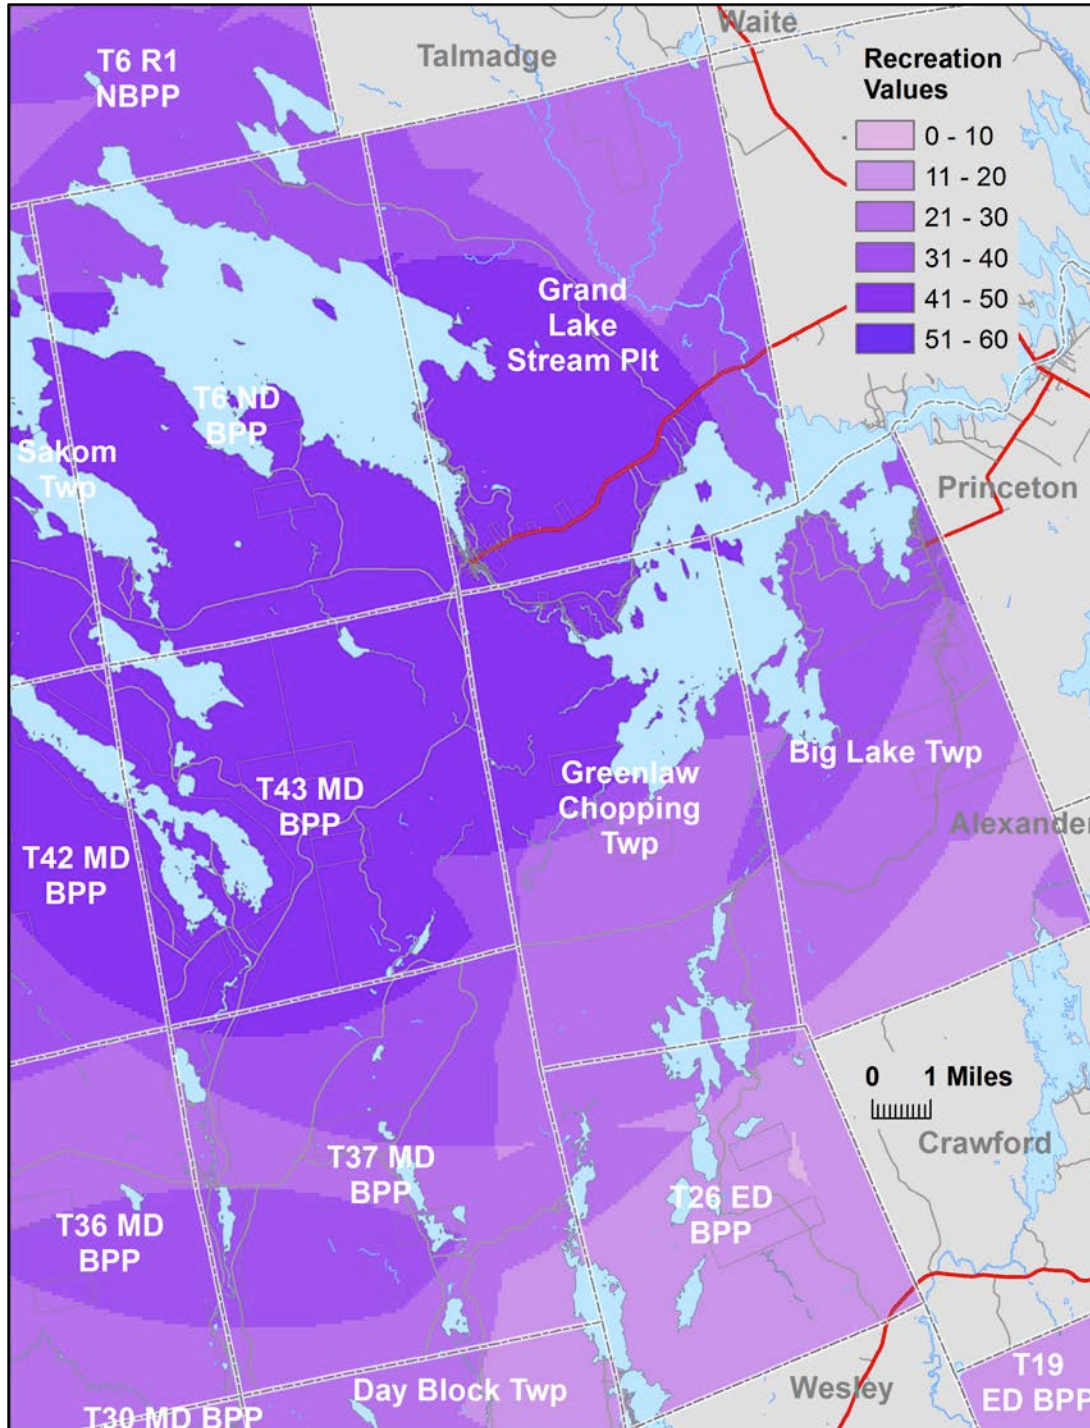 Waite
Talmadge
T6 R1
NBPP
Recreation
Values
0 - 10
11 - 20
21 - 30
31 - 40
41 - 50
51 - 60
Grand
Lake
Stream Plt
T6 ND
BPP
Sakom
Twp
Princeton
Big Lake Twp
Greenlaw
Chopping
Twp
T43 MD
BPP
Alexander
T42 MD
BPP
0 1 Miles
Crawford
T37 MD
BPP
T26 ED
BPP
T36 MD
BPP
T19
ED BPP
Day Block Twp
Wesley
T30 MD BPP